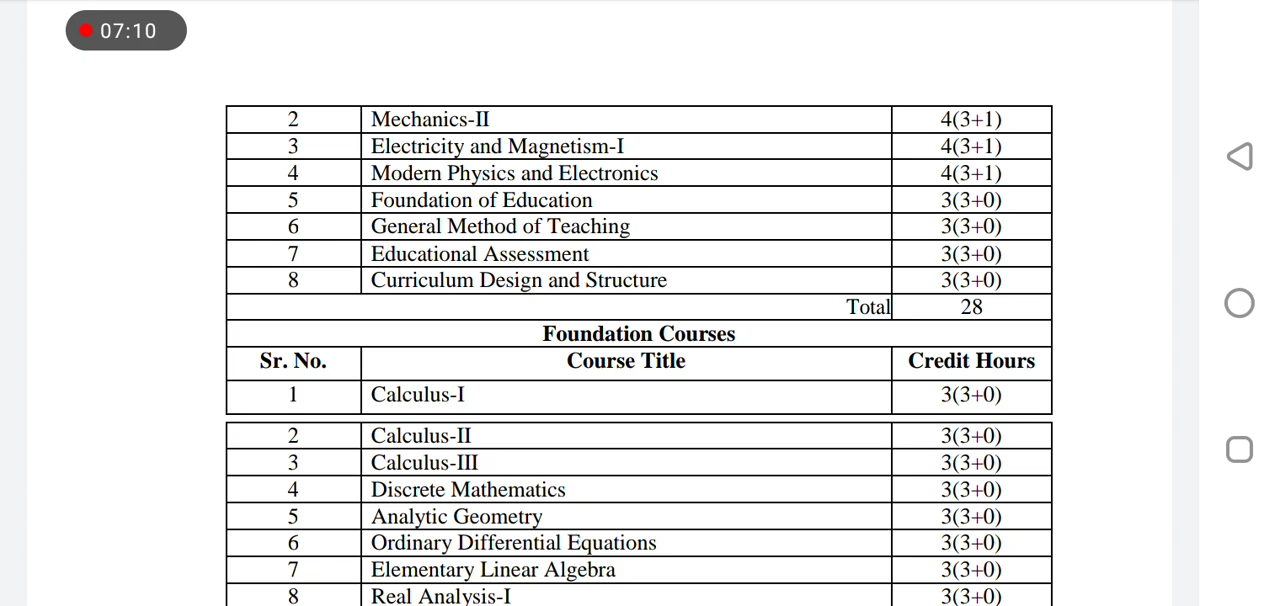 07:10
2 Mechanics-II 4(3+1)
3 Electricity and Magnetism-I 4(3+1)
4 Modern Physics and Electronics 4(3+1)
5 Foundation of Education 3(3+0)
6 General Method of Teaching 3(3+0)
7 Educational Assessment 3(3+0)
8 Curriculum Design and Structure 3(3+0)
Total 28
Foundation Courses
Sr. No. Course Title Credit Hours
1 Calculus-I 3(3+0)
2 Calculus-II 3(3+0)
3 Calculus-III 3(3+0)
4 Discrete Mathematics 3(3+0)
5 Analytic Geometry 3(3+0)
6 Ordinary Differential Equations 3(3+0)
7 Elementary Linear Algebra 3(3+0)
8 Real Analysis-I 3(3+0)